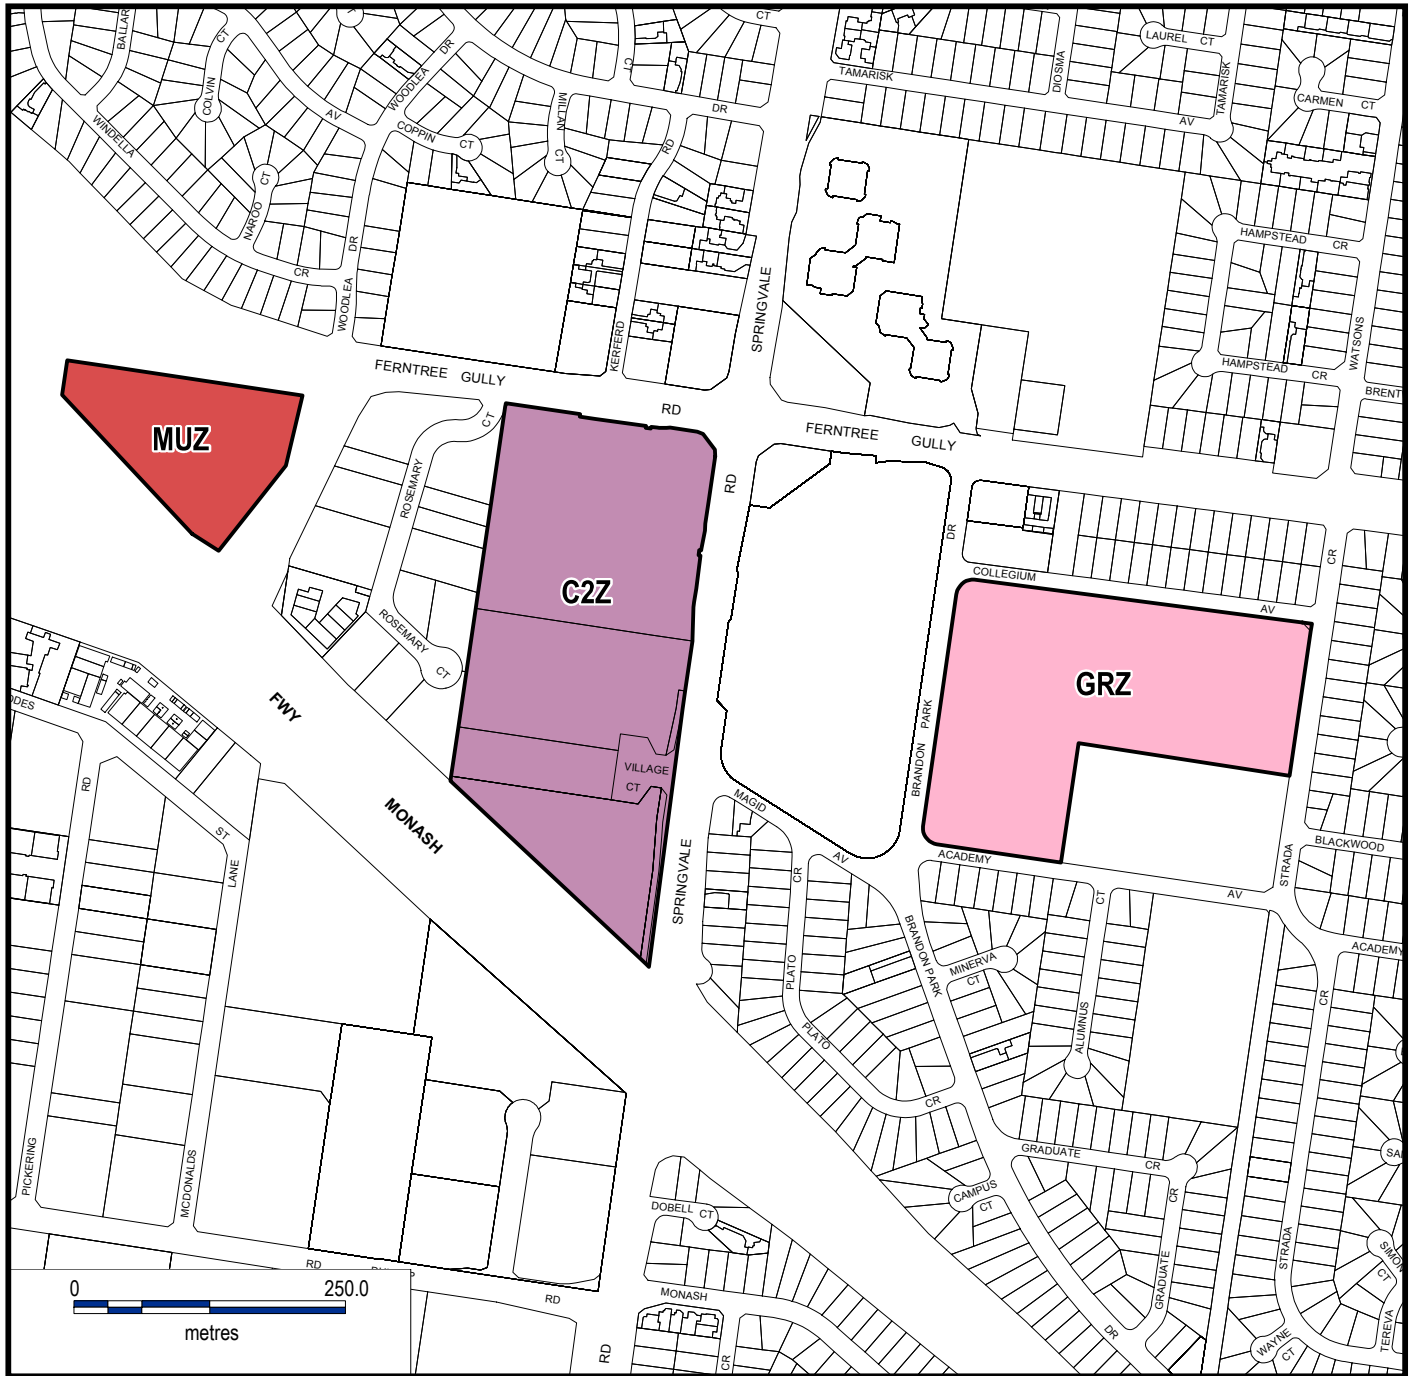 CT
BALLAR
CT
COLVIN
WOODLEA
DR
CT
CT
LAUREL CT
TAMARISK
DIOSMA
TAMARISK
CARMEN CT
WINDELLA
AV
COPPIN
CT
MILLAN
CT
DR
RD
AV
NAROO
CT
CR
DR
WOODLEA
HAMPSTEAD
CR
SPRINGVALE
KERFERD
WATSONS
HAMPSTEAD
CR
BRENT
FERNTREE GULLY
RD
FERNTREE GULLY
MUZ
CT
ROSEMARY
RD
DR
CR
C2Z
COLLEGIUM
AV
ROSEMARY
CT
GRZ
FWY
DES
BRANDON PARK
VILLAGE
CT
MONASH
RD
ST
LANE
MAGID
AV
CR
PLATO
SPRINGVALE
ACADEMY
AV
BLACKWOOD
STRADA
CT
ACADEMY
BRANDON PARK
MINERVA
CT
CR
ALUMNUS
PLATO
CR
GRADUATE
CR
CR
CAMPUS
CT
PICKERING
MCDONALDS
DOBELL CT
GRADUATE
STRADA
SIMON
CT
TEREVA
WAYNE
CT
SA
RD
RD
MONASH
CR
RD
DR
0
250.0
metres